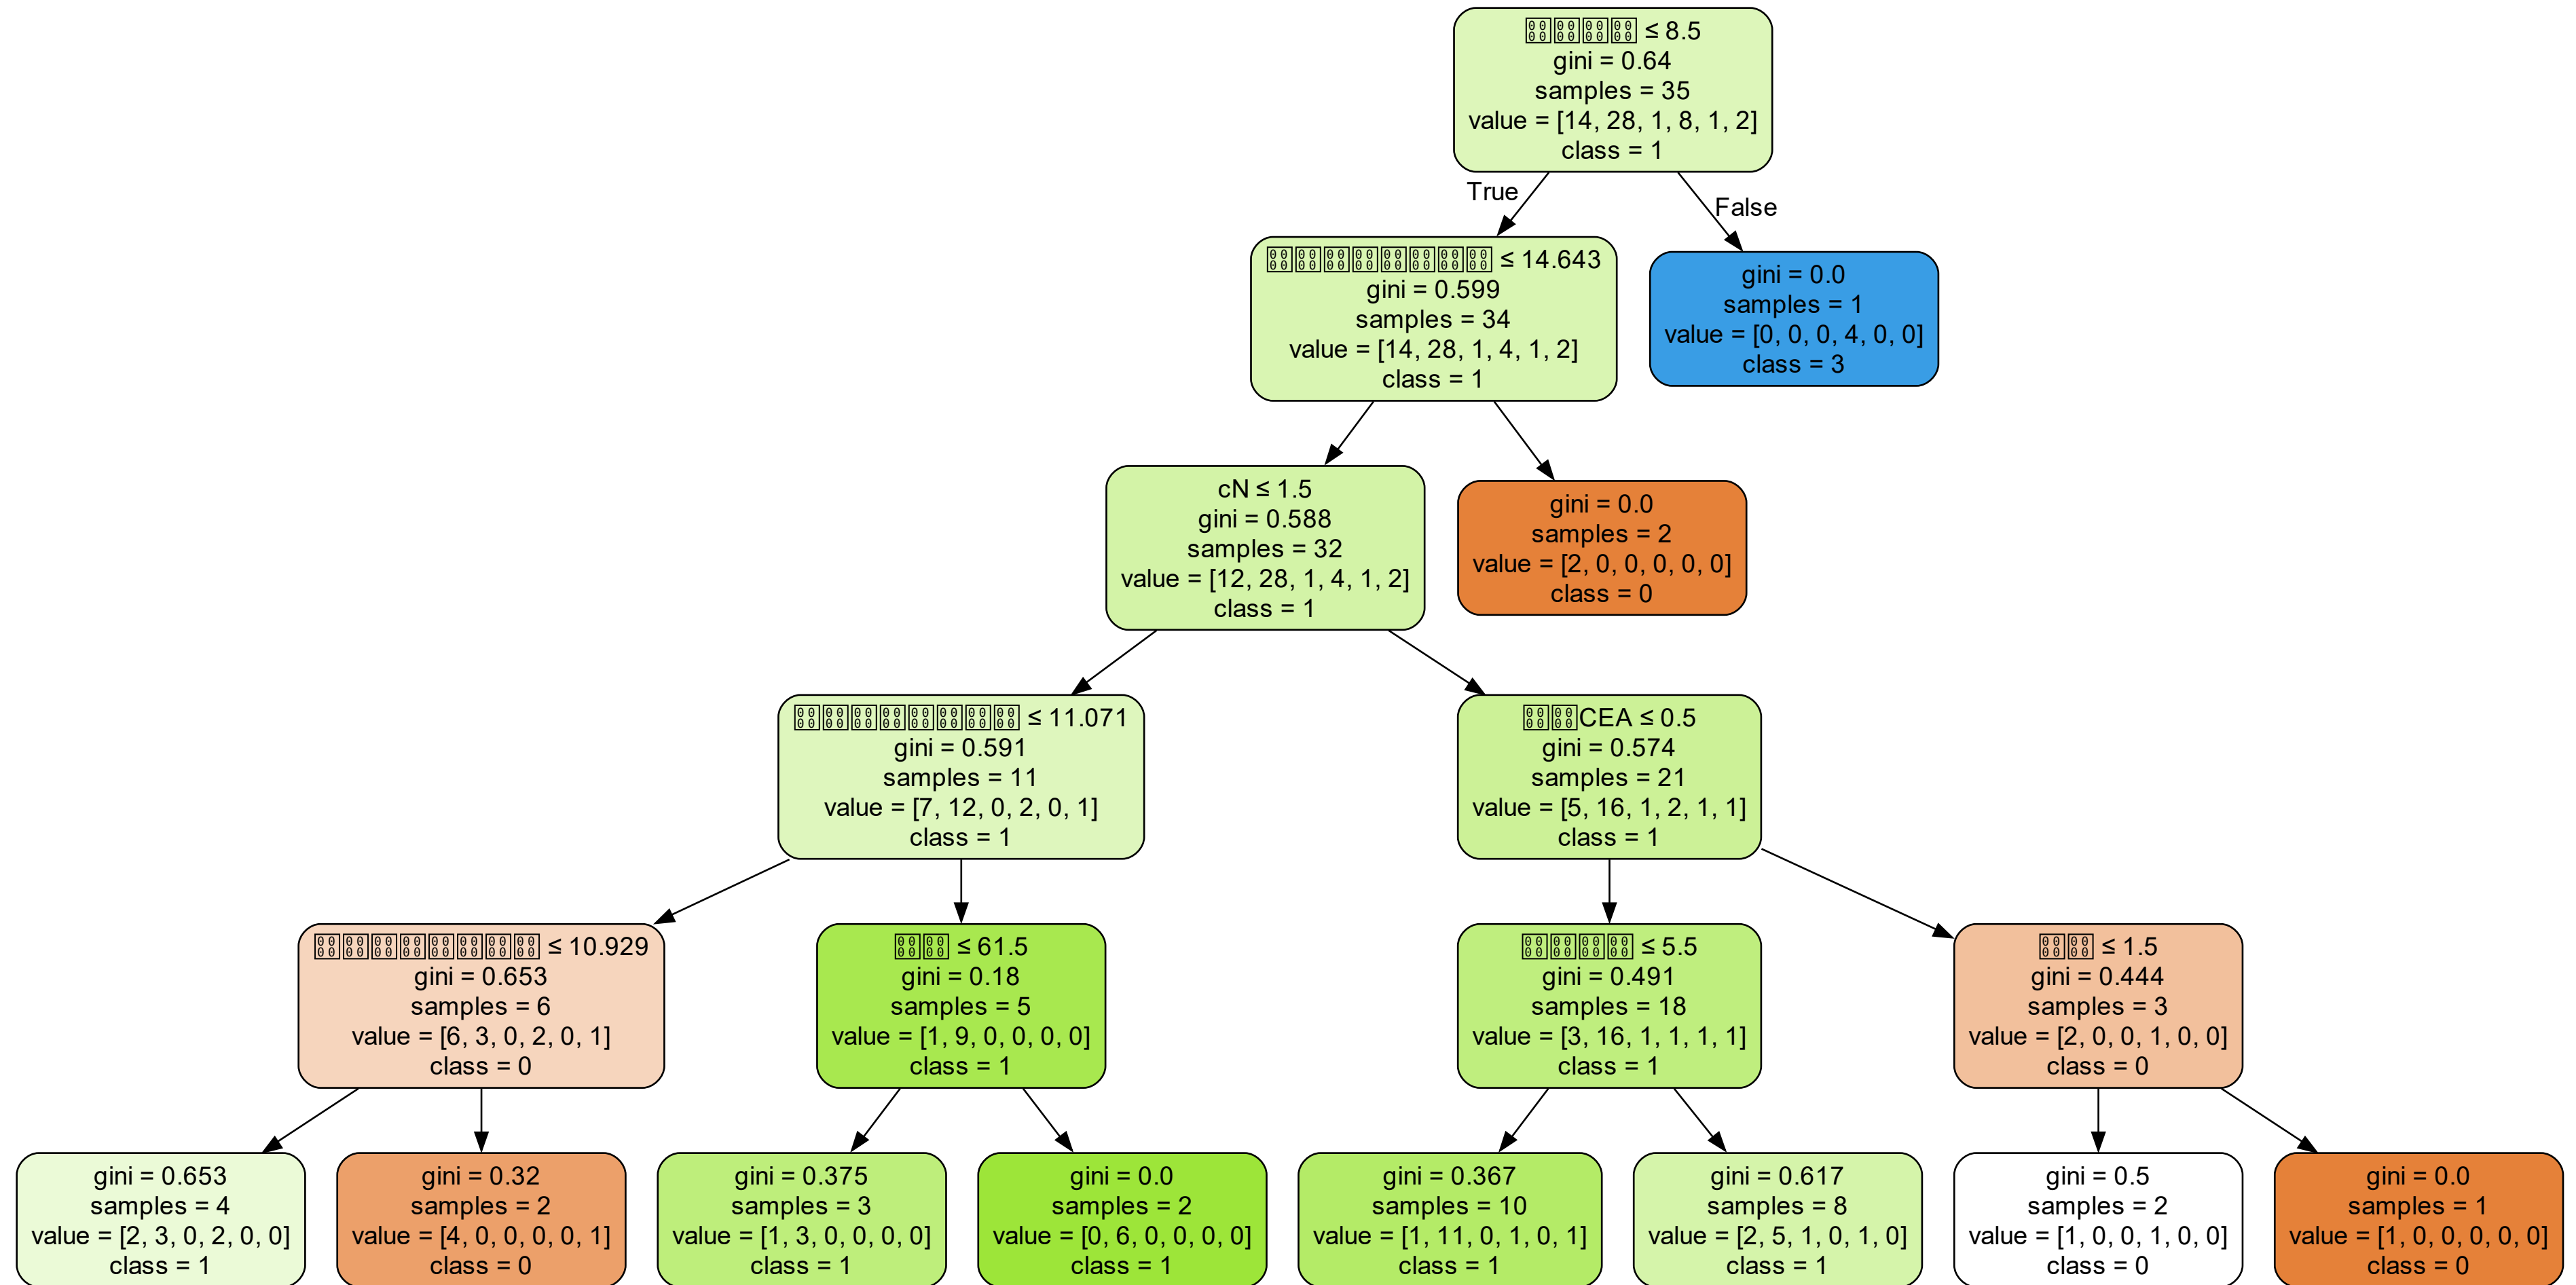 ≤ 8.5
gini = 0.64
samples = 35
value = [14, 28, 1, 8, 1, 2]
class = 1
True
False
≤ 14.643
gini = 0.599
samples = 34
value = [14, 28, 1, 4, 1, 2]
class = 1
gini = 0.0
samples = 1
value = [0, 0, 0, 4, 0, 0]
class = 3
cN ≤ 1.5
gini = 0.588
samples = 32
value = [12, 28, 1, 4, 1, 2]
class = 1
gini = 0.0
samples = 2
value = [2, 0, 0, 0, 0, 0]
class = 0
≤ 11.071
gini = 0.591
samples = 11
value = [7, 12, 0, 2, 0, 1]
class = 1
CEA ≤ 0.5
gini = 0.574
samples = 21
value = [5, 16, 1, 2, 1, 1]
class = 1
≤ 10.929
gini = 0.653
samples = 6
value = [6, 3, 0, 2, 0, 1]
class = 0
≤ 61.5
gini = 0.18
samples = 5
value = [1, 9, 0, 0, 0, 0]
class = 1
≤ 5.5
gini = 0.491
samples = 18
value = [3, 16, 1, 1, 1, 1]
class = 1
≤ 1.5
gini = 0.444
samples = 3
value = [2, 0, 0, 1, 0, 0]
class = 0
gini = 0.653
samples = 4
value = [2, 3, 0, 2, 0, 0]
class = 1
gini = 0.32
samples = 2
value = [4, 0, 0, 0, 0, 1]
class = 0
gini = 0.375
samples = 3
value = [1, 3, 0, 0, 0, 0]
class = 1
gini = 0.0
samples = 2
value = [0, 6, 0, 0, 0, 0]
class = 1
gini = 0.367
samples = 10
value = [1, 11, 0, 1, 0, 1]
class = 1
gini = 0.617
samples = 8
value = [2, 5, 1, 0, 1, 0]
class = 1
gini = 0.5
samples = 2
value = [1, 0, 0, 1, 0, 0]
class = 0
gini = 0.0
samples = 1
value = [1, 0, 0, 0, 0, 0]
class = 0